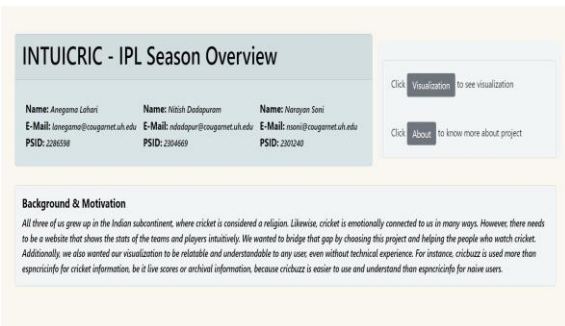 INTUICRIC - IPL Season Overview
Name: Anegama Lahari
E-Mail: lanegama@cougarnet.uh.edu
PSID: 2286598
Name: Nitish Dadapuram
E-Mail: ndadapur@cougarnet.uh.edu
PSID: 2304669
Name: Narayan Soni
E-Mail: nsoni@cougarnet.uh.edu
PSID: 2301240
Click Visualization to see visualization
Click About to know more about project
Background & Motivation
All three of us grew up in the Indian subcontinent, where cricket is considered a religion. Likewise, cricket is emotionally connected to us in many ways. However, there needs
to be a website that shows the stats of the teams and players intuitively. We wanted to bridge that gap by choosing this project and helping the people who watch cricket.
Additionally, we also wanted our visualization to be relatable and understandable to any user, even without technical experience. For instance, cricbuzz is used more than
espncricinfo for cricket information, be it live scores or archival information, because cricbuzz is easier to use and understand than espncricinfo for naive users.